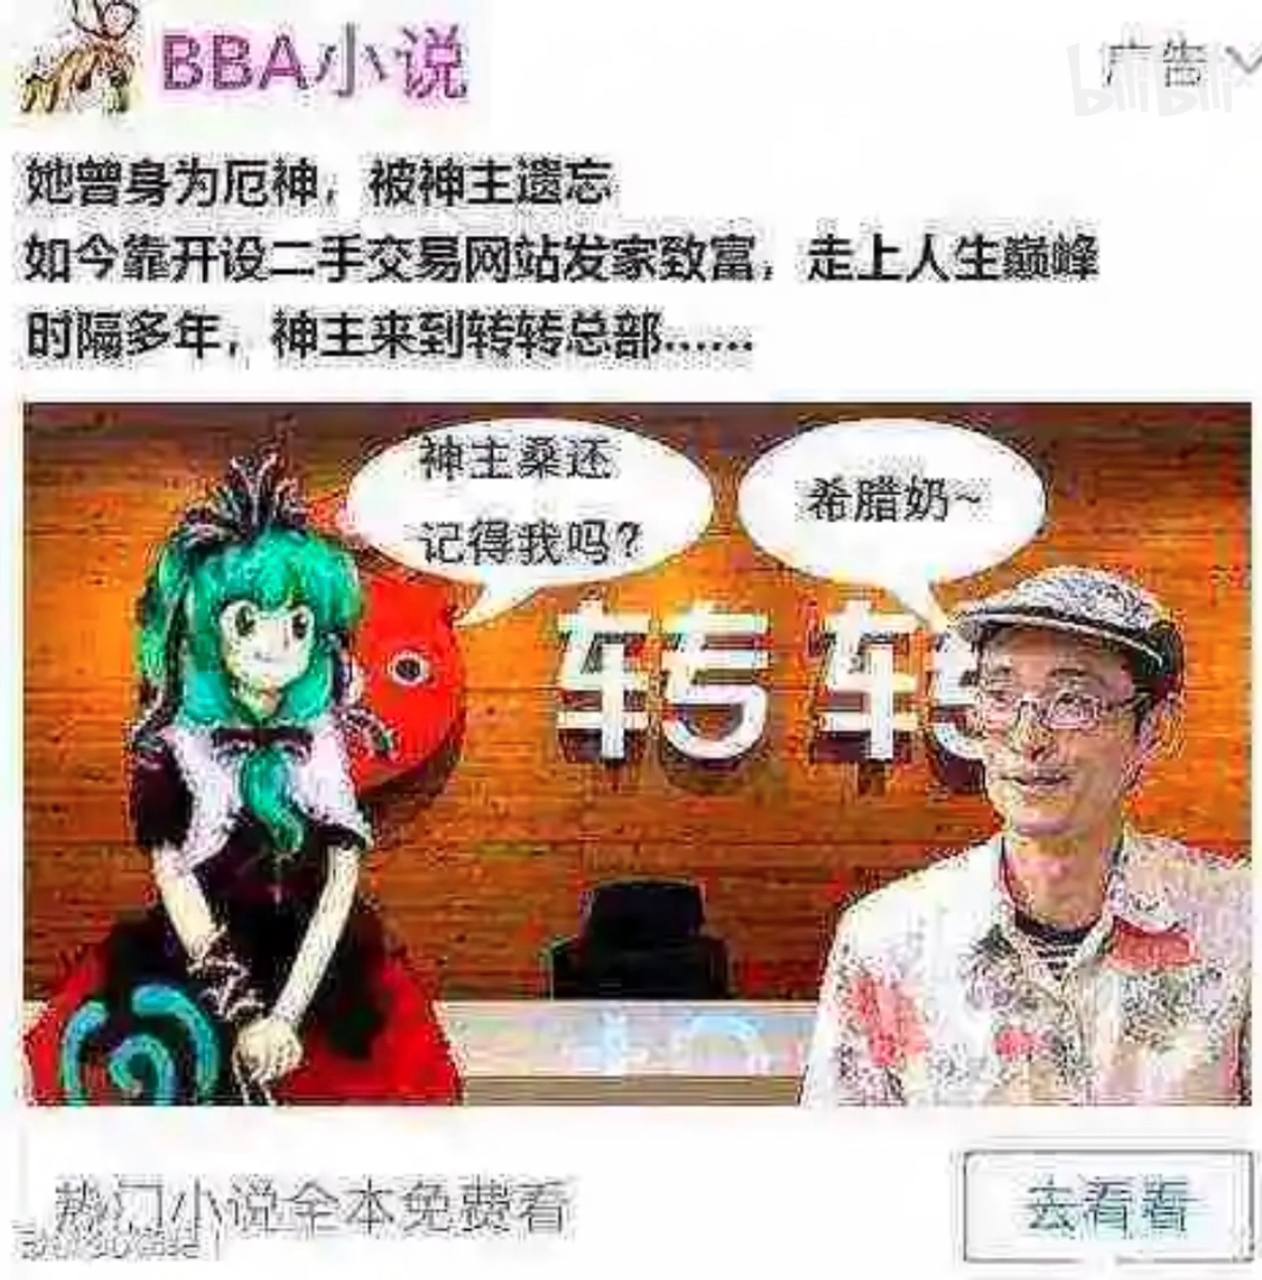 BBA小说
广告
bilibili
她曾身为厄神，被神主遗忘
如今靠开设二手交易网站发家致富，走上人生巅峰
时隔多年，神主来到转转总部……
神主桑还
记得我吗？
希腊奶~
转转
热门小说全本免费看
去看看